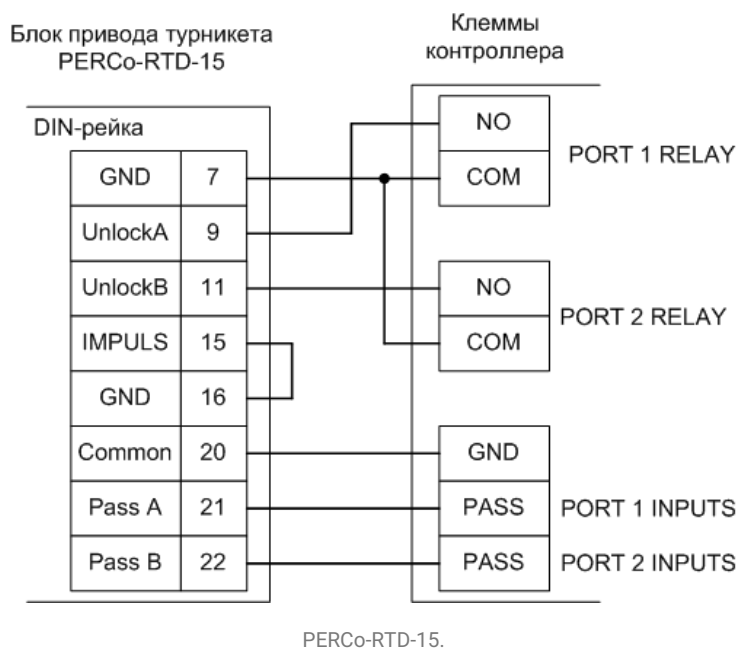 Блок привода турникета
PERCo-RTD-15
Клеммы
контроллера
DIN-рейка
GND 7
UnlockA 9
UnlockB 11
IMPULS 15
GND 16
Common 20
Pass A 21
Pass B 22
NO
COM
PORT 1 RELAY
NO
COM
PORT 2 RELAY
GND
PASS PORT 1 INPUTS
PASS PORT 2 INPUTS
PERCo-RTD-15.